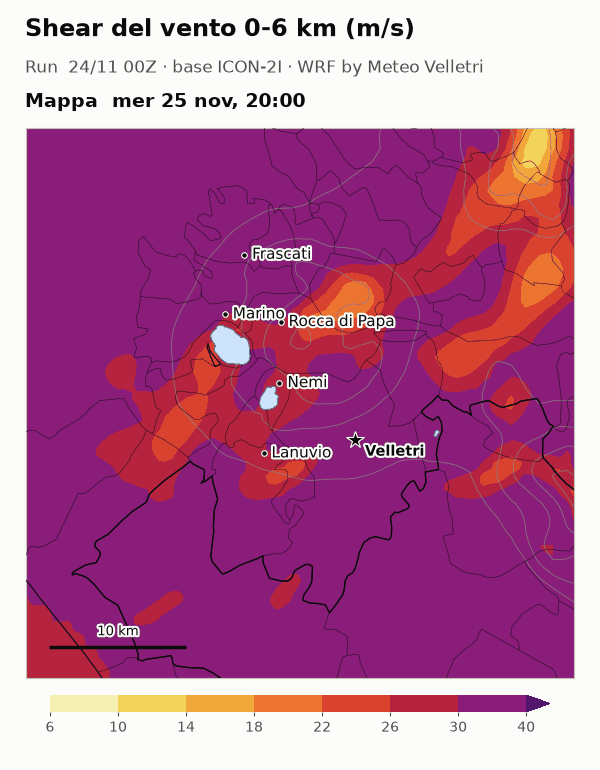 Shear del vento 0-6 km (m/s)
Run  24/11 00Z · base ICON-2I · WRF by Meteo Velletri
Mappa  mer 25 nov, 20:00
Frascati
Marino
Rocca di Papa
Nemi
Velletri
Lanuvio
10 km
6 10 14 18 22 26 30 40